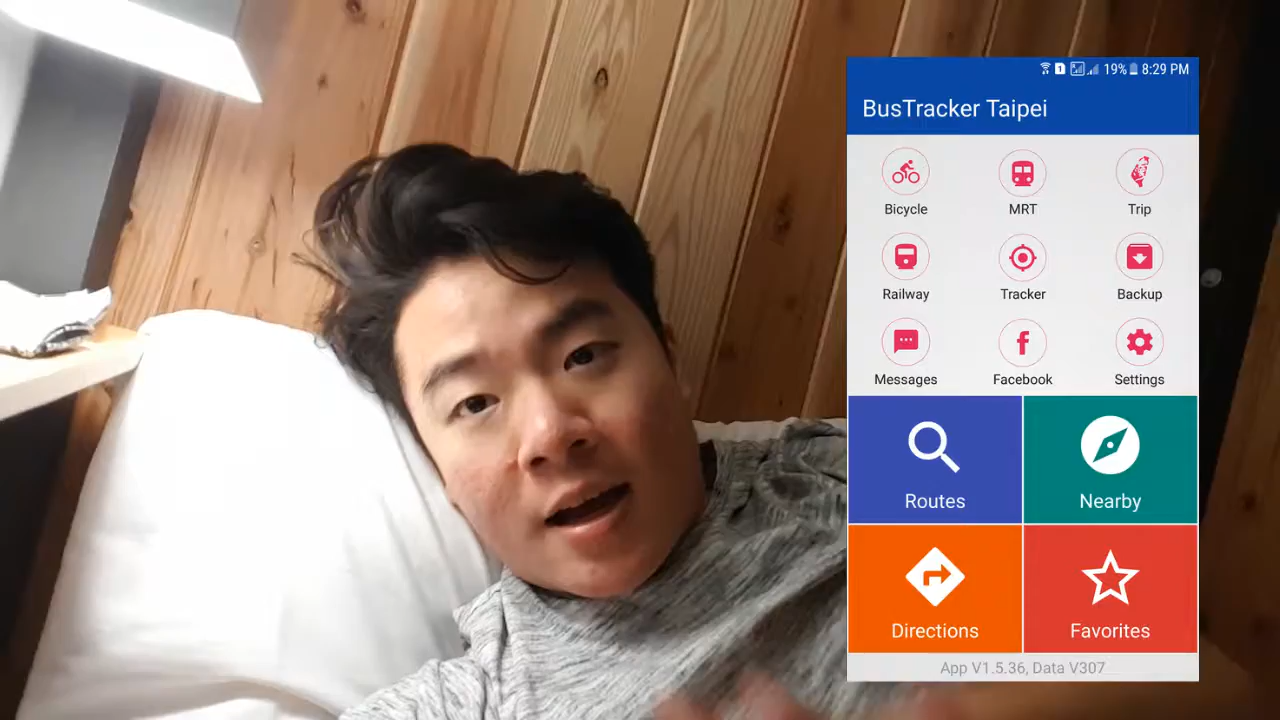 1 19% 8:29 PM
BusTracker Taipei
Bicycle MRT Trip
Railway Tracker Backup
Messages Facebook Settings
Routes Nearby
Directions Favorites
App V1.5.36, Data V307